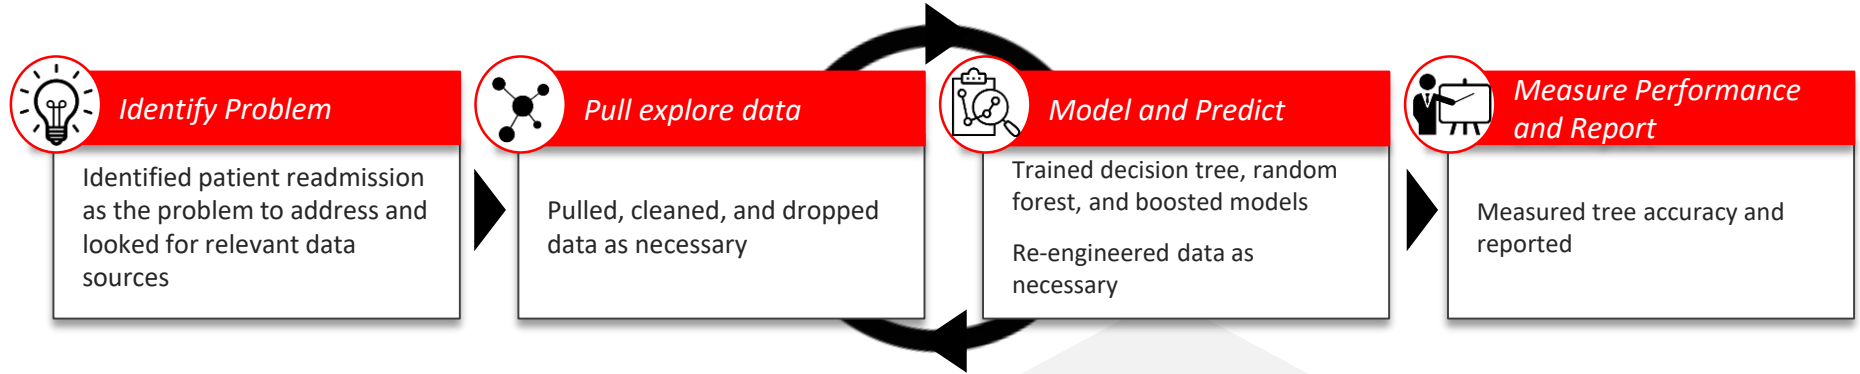 Identify Problem
Identified patient readmission
as the problem to address and
looked for relevant data
sources
Pull explore data
Pulled, cleaned, and dropped
data as necessary
Model and Predict
Trained decision tree, random
forest, and boosted models
Re-engineered data as
necessary
Measure Performance
and Report
Measured tree accuracy and
reported